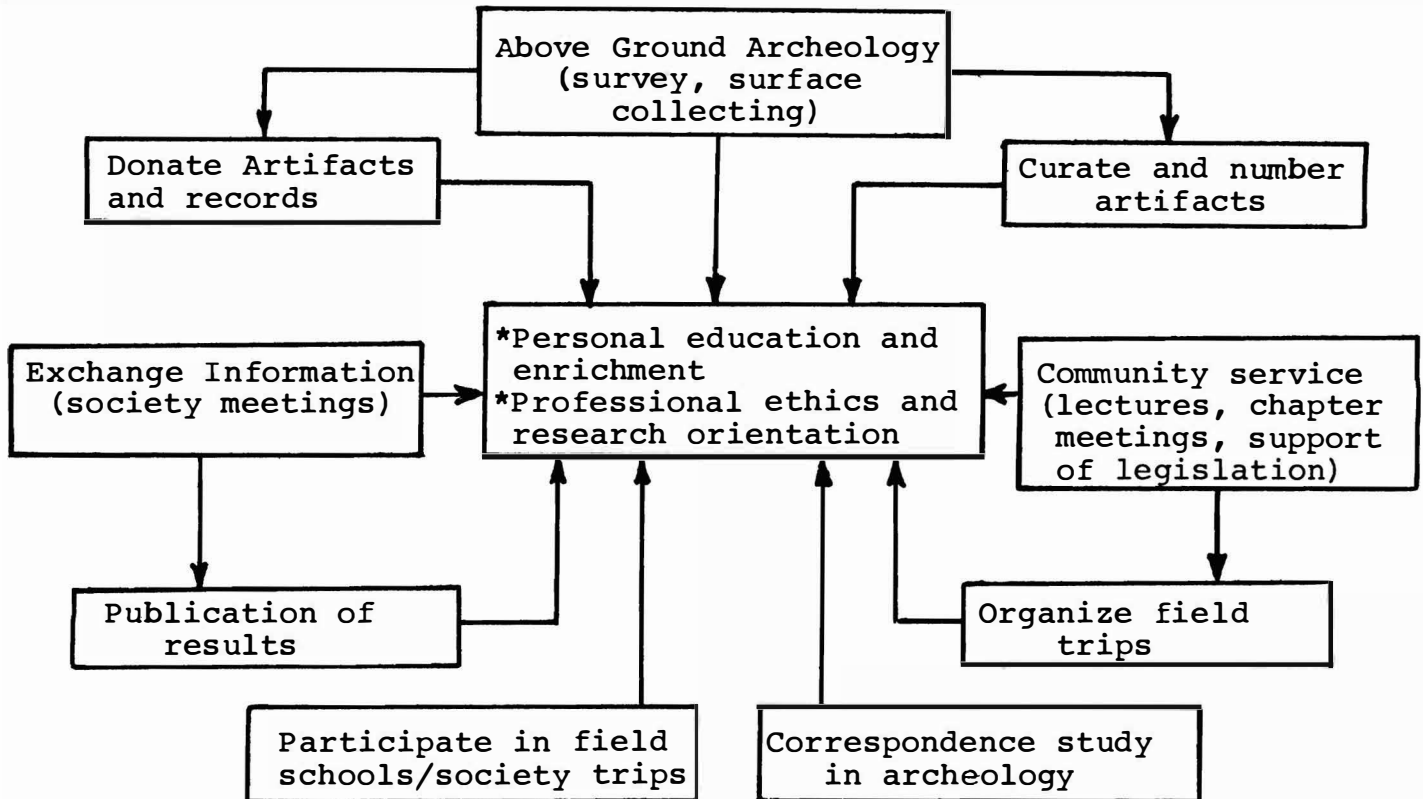 Above Ground Archeology
(survey, surface
collecting)
Donate Artifacts
and records
Curate and number
artifacts
*Personal education and
enrichment
*Professional ethics and
research orientation
Exchange Information
(society meetings)
Community service
(lectures, chapter
meetings, support
of legislation)
Publication of
results
Organize field
trips
Participate in field
schools/society trips
Correspondence study
in archeology